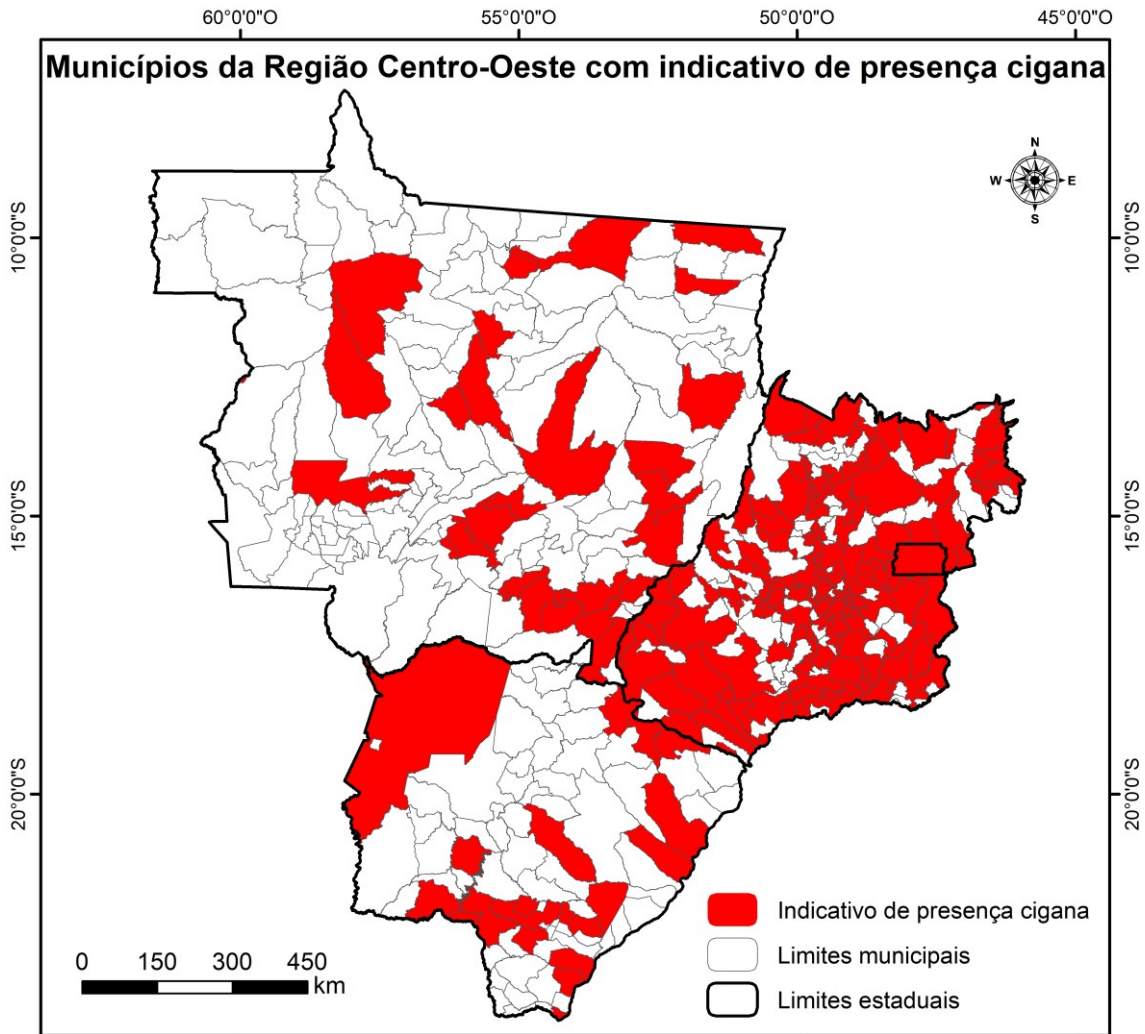 60°0'0"O 55°0'0"O 50°0'0"O 45°0'0"O
Municípios da Região Centro-Oeste com indicativo de presença cigana
N
W E
S
10°0'0"S 10°0'0"S
15°0'0"S 15°0'0"S
20°0'0"S 20°0'0"S
Indicativo de presença cigana
Limites municipais
Limites estaduais
0 150 300 450
km